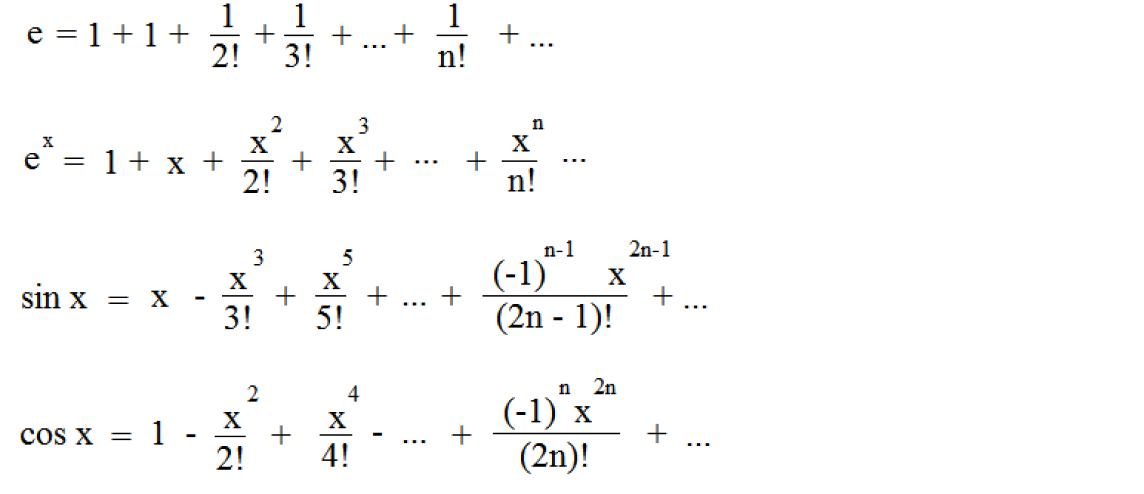 e = 1 + 1 + 1/2! + 1/3! + ... + 1/n! + ...
e^x = 1 + x + x^2/2! + x^3/3! + ... + x^n/n! ...
sin x = x - x^3/3! + x^5/5! + ... + (-1)^(n-1) x^(2n-1)/(2n - 1)! + ...
cos x = 1 - x^2/2! + x^4/4! - ... + (-1)^n x^(2n)/(2n)! + ...